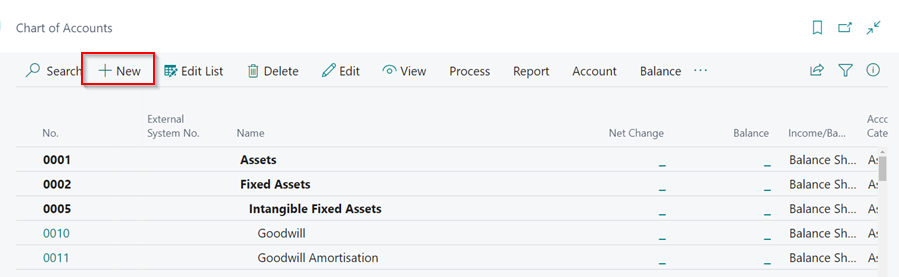 Chart of Accounts
Search New Edit List Delete Edit View Process Report Account Balance ...
External Acco
No. System No. Name Net Change Balance Income/Ba... Cate
0001 Assets _ _ Balance Sh... As
0002 Fixed Assets _ _ Balance Sh... As
0005 Intangible Fixed Assets _ _ Balance Sh... As
0010 Goodwill _ _ Balance Sh... As
0011 Goodwill Amortisation _ _ Balance Sh... As